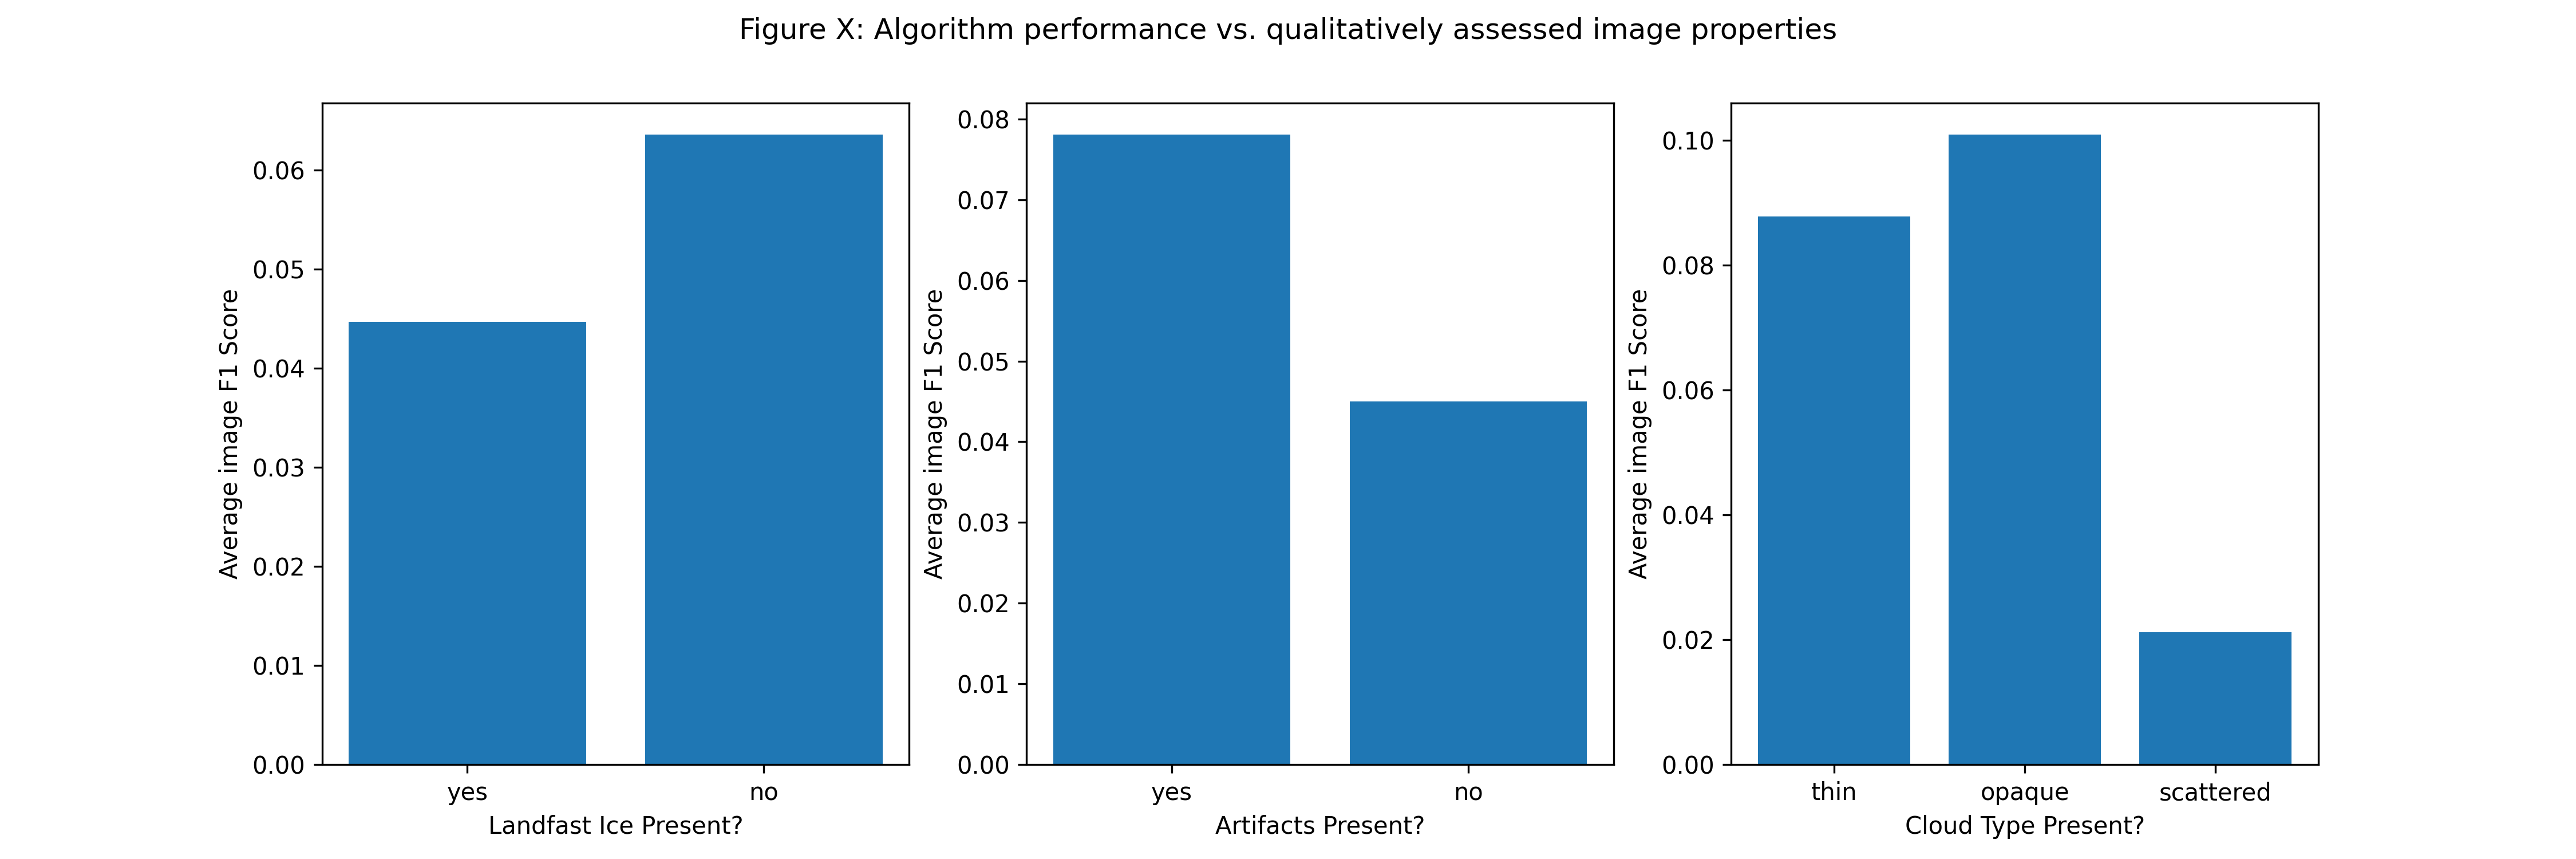 Figure X: Algorithm performance vs. qualitatively assessed image properties
Average image F1 Score
0.06
0.05
0.04
0.03
0.02
0.01
0.00
yes no
Landfast Ice Present?
Average image F1 Score
0.08
0.07
0.06
0.05
0.04
0.03
0.02
0.01
0.00
yes no
Artifacts Present?
Average image F1 Score
0.10
0.08
0.06
0.04
0.02
0.00
thin opaque scattered
Cloud Type Present?